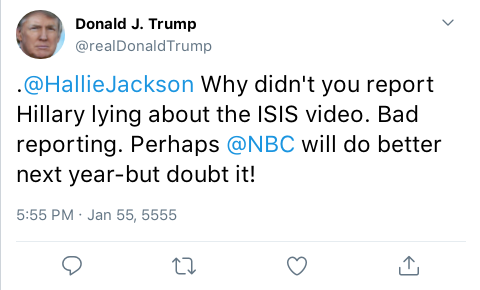 Donald J. Trump
@realDonaldTrump
.@HallieJackson Why didn't you report
Hillary lying about the ISIS video. Bad
reporting. Perhaps @NBC will do better
next year-but doubt it!
5:55 PM · Jan 55, 5555